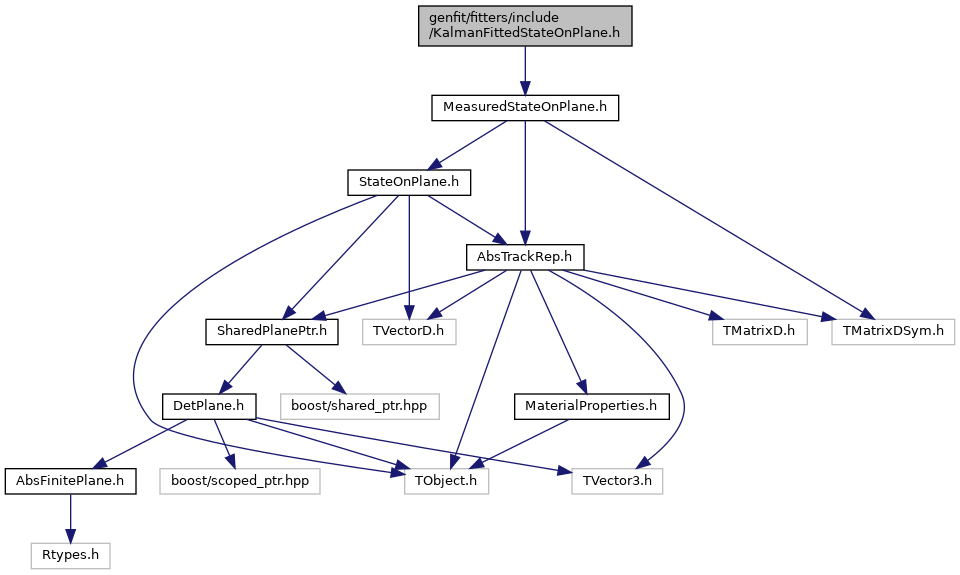 genfit/fitters/include
/KalmanFittedStateOnPlane.h
MeasuredStateOnPlane.h
StateOnPlane.h
AbsTrackRep.h
SharedPlanePtr.h
TVectorD.h
TMatrixD.h
TMatrixDSym.h
DetPlane.h
boost/shared_ptr.hpp
MaterialProperties.h
AbsFinitePlane.h
boost/scoped_ptr.hpp
TObject.h
TVector3.h
Rtypes.h